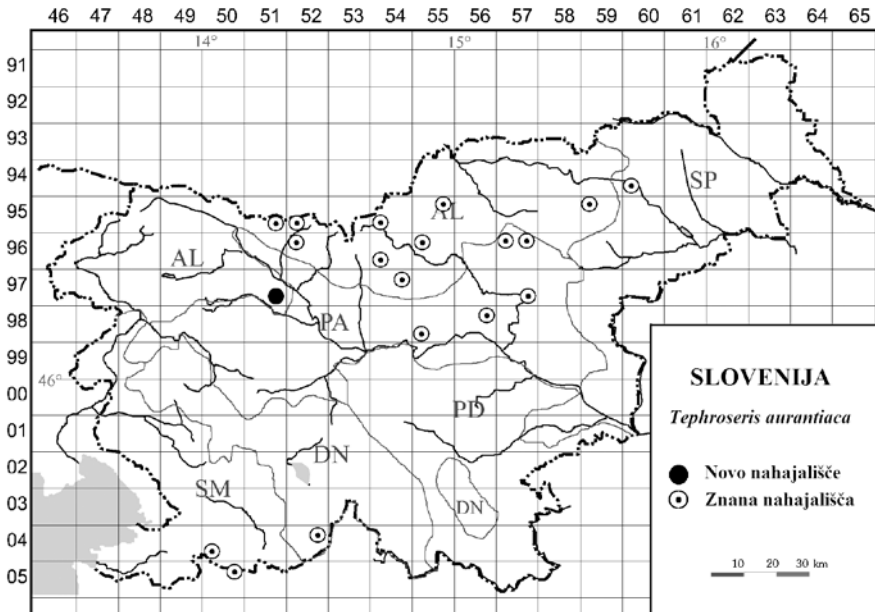 46 47 48 49 50 51 52 53 54 55 56 57 59 60 61 62 63 64 65
14° 15° 16°
91
92
93
94
SP
95
AL
96
AL
97
98
PA
99
46°
00
PD
01
DN
02
SM
03
DN
04
05
SLOVENIJA
Tephroseris aurantiaca
Novo nahajališče
Znana nahajališča
10 20 30 km